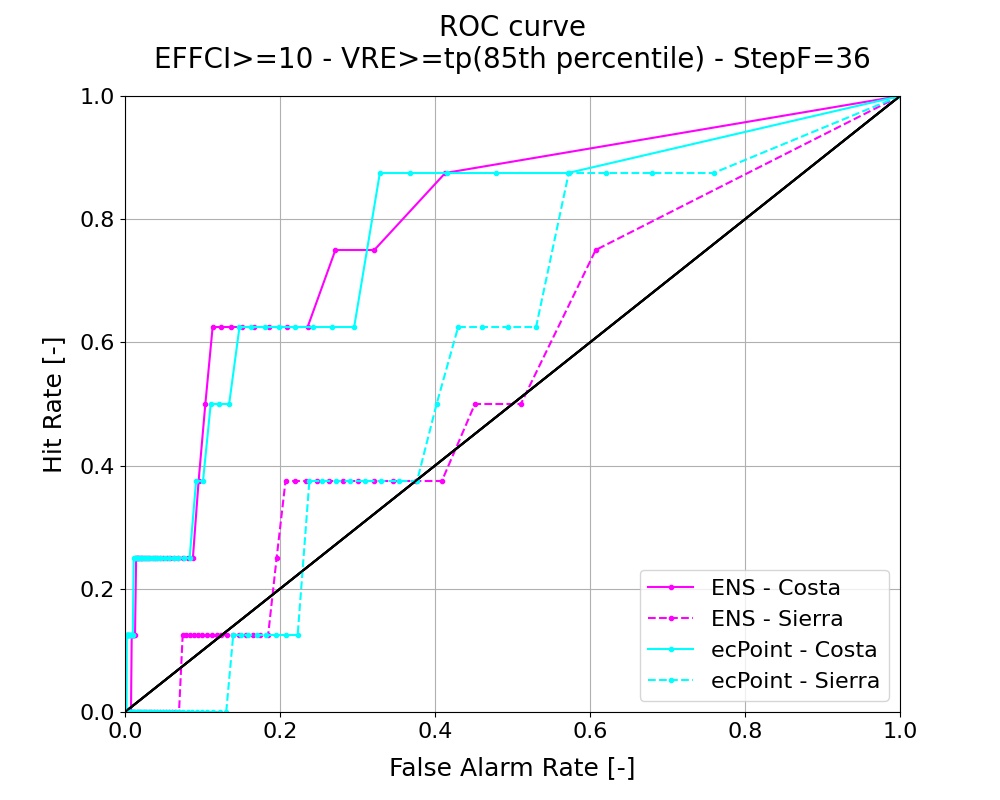 ROC curve
EFFCI>=10 - VRE>=tp(85th percentile) - StepF=36
1.0
0.8
0.6
0.4
0.2
0.0
Hit Rate [-]
ENS - Costa
ENS - Sierra
ecPoint - Costa
ecPoint - Sierra
0.0 0.2 0.4 0.6 0.8 1.0
False Alarm Rate [-]